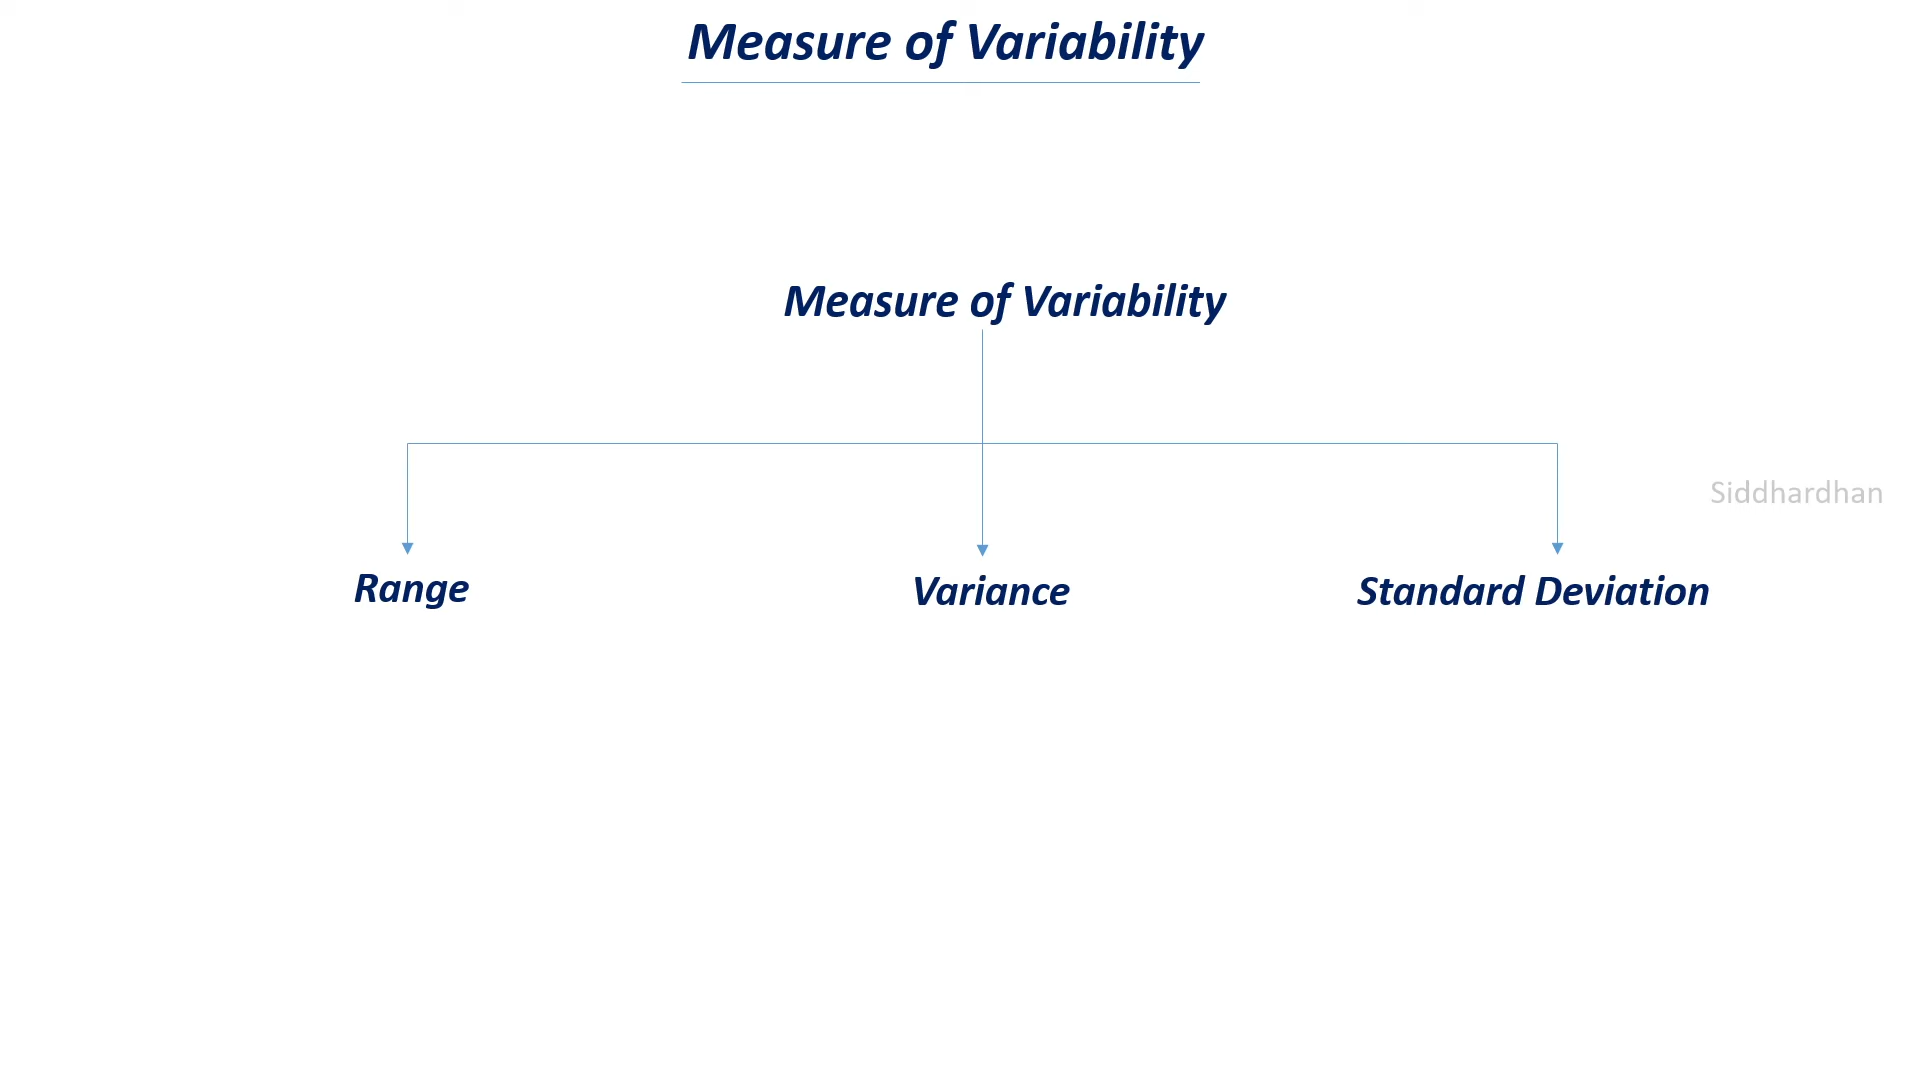 Measure of Variability
Measure of Variability
Siddhardhan
Range
Variance
Standard Deviation